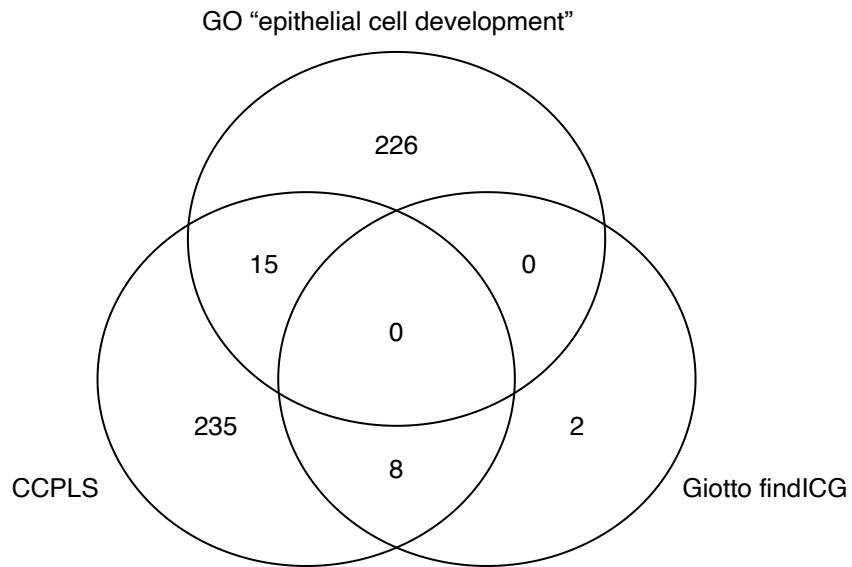 GO “epithelial cell development”
226
15
0
0
235
2
8
CCPLS
Giotto findICG